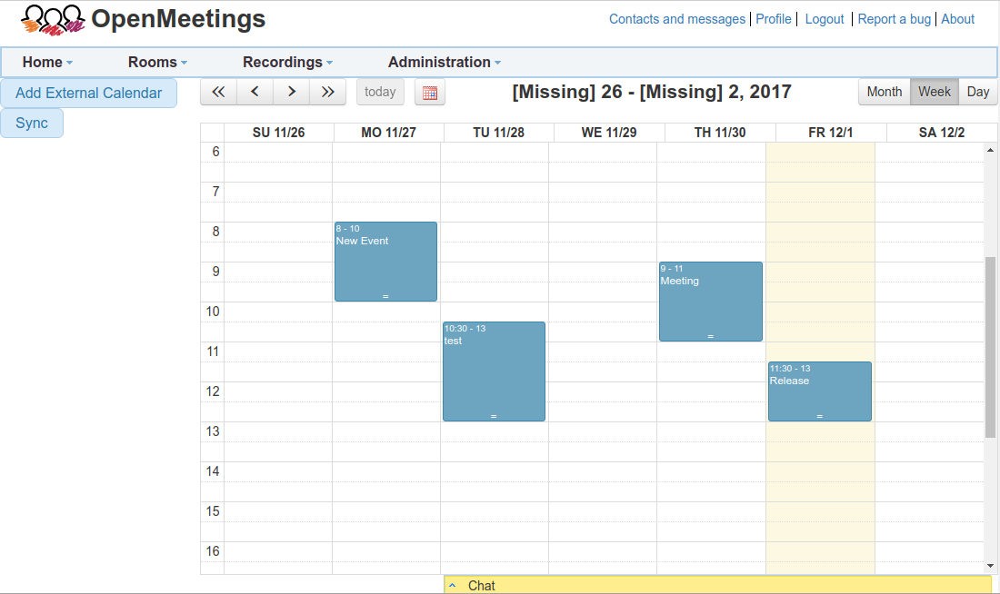 OpenMeetings
Contacts and messages Profile Logout Report a bug About
Home Rooms Recordings Administration
Add External Calendar
Sync
today
[Missing] 26 - [Missing] 2, 2017
Month Week Day
SU 11/26 MO 11/27 TU 11/28 WE 11/29 TH 11/30 FR 12/1 SA 12/2
6
7
8
8 - 10
New Event
9
9 - 11
Meeting
10
10:30 - 13
test
11
11:30 - 13
Release
12
13
14
15
16
Chat